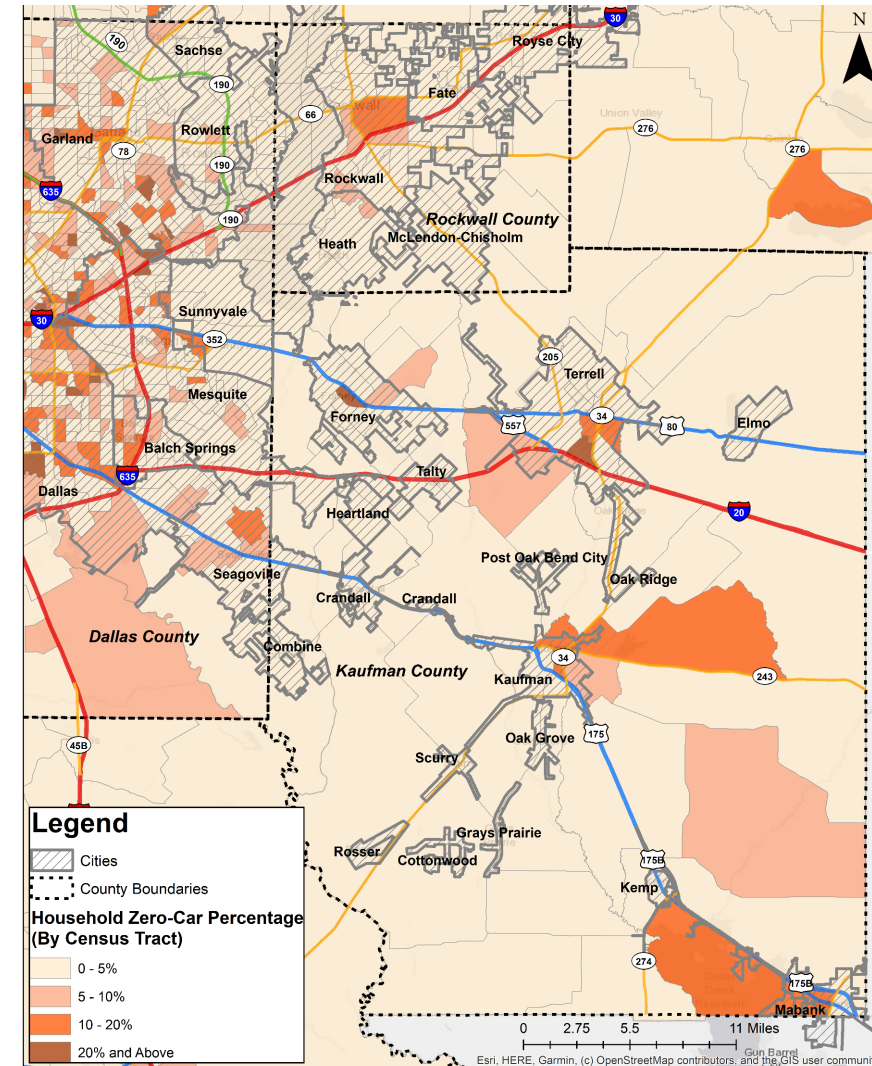 30
N
190
Sachse
Royse City
190
Fate
66
Union Valley
Garland
Rowlett
276
78
276
190
635
Rockwall
190
Rockwall County
Heath
McLendon-Chisholm
Sunnyvale
30
352
205
Terrell
Mesquite
34
Forney
557
80
Elmo
Balch Springs
635
Talty
Dallas
Heartland
20
Post Oak Bend City
Seagoville
Oak Ridge
Crandall
Crandall
Dallas County
Combine
Kaufman County
34
Kaufman
243
175
Oak Grove
45B
Scurry
Legend
Grays Prairie
Rosser
Cottonwood
175B
Cities
Kemp
County Boundaries
Household Zero-Car Percentage
(By Census Tract)
0 - 5%
274
175B
5 - 10%
Mabank
10 - 20%
0 2.75 5.5 11 Miles
20% and Above
Gun Barrel
Esri, HERE, Garmin, (c) OpenStreetMap contributors, and the GIS user communi